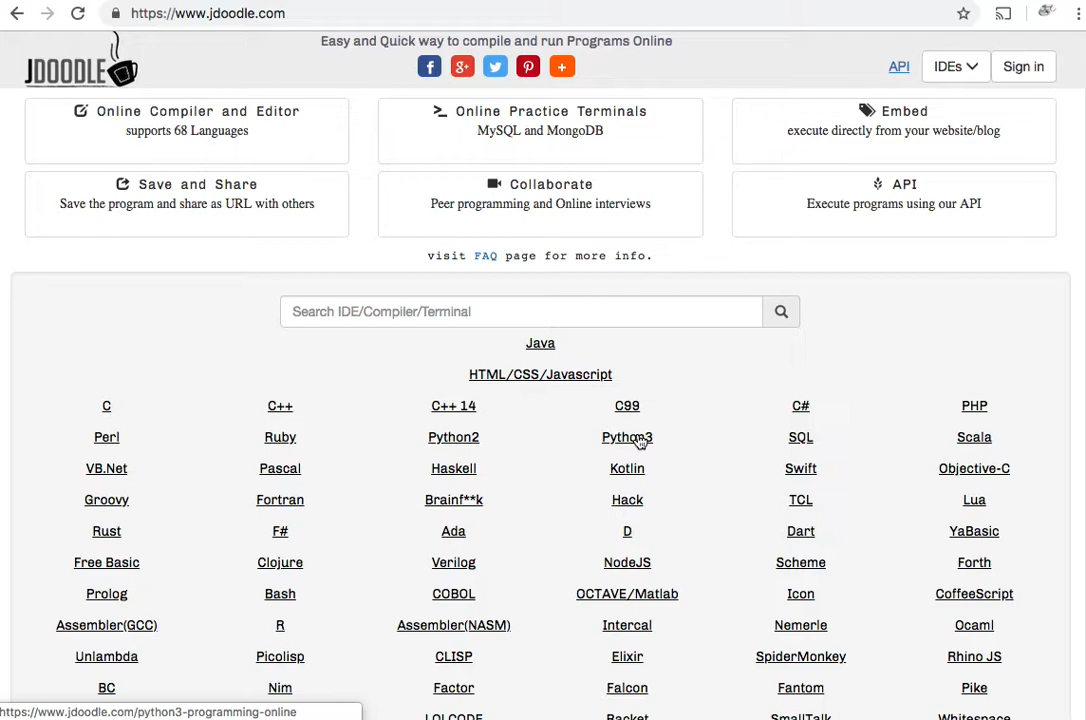 https://www.jdoodle.com
Easy and Quick way to compile and run Programs Online
JDOODLE
API IDEs Sign in
Online Compiler and Editor
supports 68 Languages
Online Practice Terminals
MySQL and MongoDB
Embed
execute directly from your website/blog
Save and Share
Save the program and share as URL with others
Collaborate
Peer programming and Online interviews
API
Execute programs using our API
visit FAQ page for more info.
Search IDE/Compiler/Terminal
Java
HTML/CSS/Javascript
C C++ C++ 14 C99 C# PHP
Perl Ruby Python2 Python3 SQL Scala
VB.Net Pascal Haskell Kotlin Swift Objective-C
Groovy Fortran Brainf**k Hack TCL Lua
Rust F# Ada D Dart YaBasic
Free Basic Clojure Verilog NodeJS Scheme Forth
Prolog Bash COBOL OCTAVE/Matlab Icon CoffeeScript
Assembler(GCC) R Assembler(NASM) Intercal Nemerle Ocaml
Unlambda Picolisp CLISP Elixir SpiderMonkey Rhino JS
BC Nim Factor Falcon Fantom Pike
LOLCODE Racket SmallTalk Whitespace
https://www.jdoodle.com/python3-programming-online